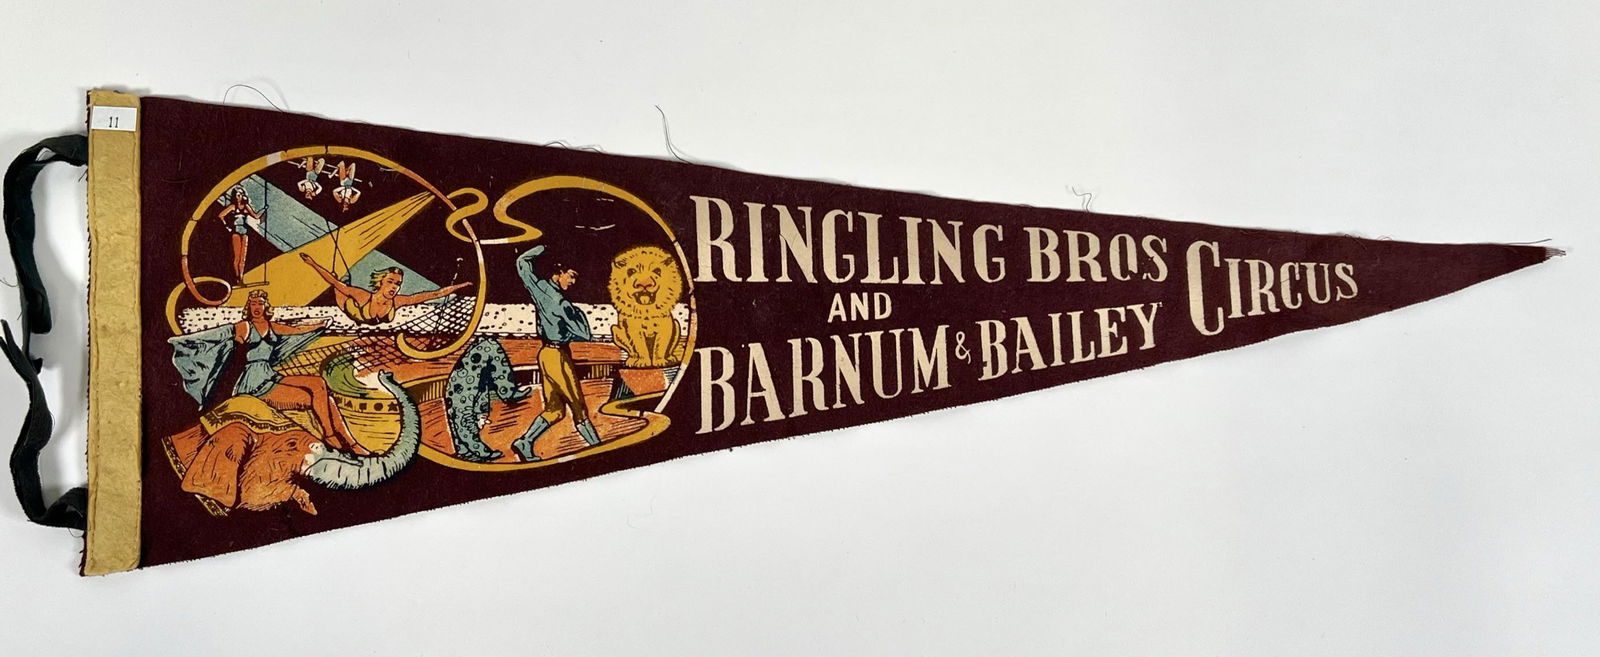 11
RINGLING BROS
AND
BARNUM & BAILEY
CIRCUS